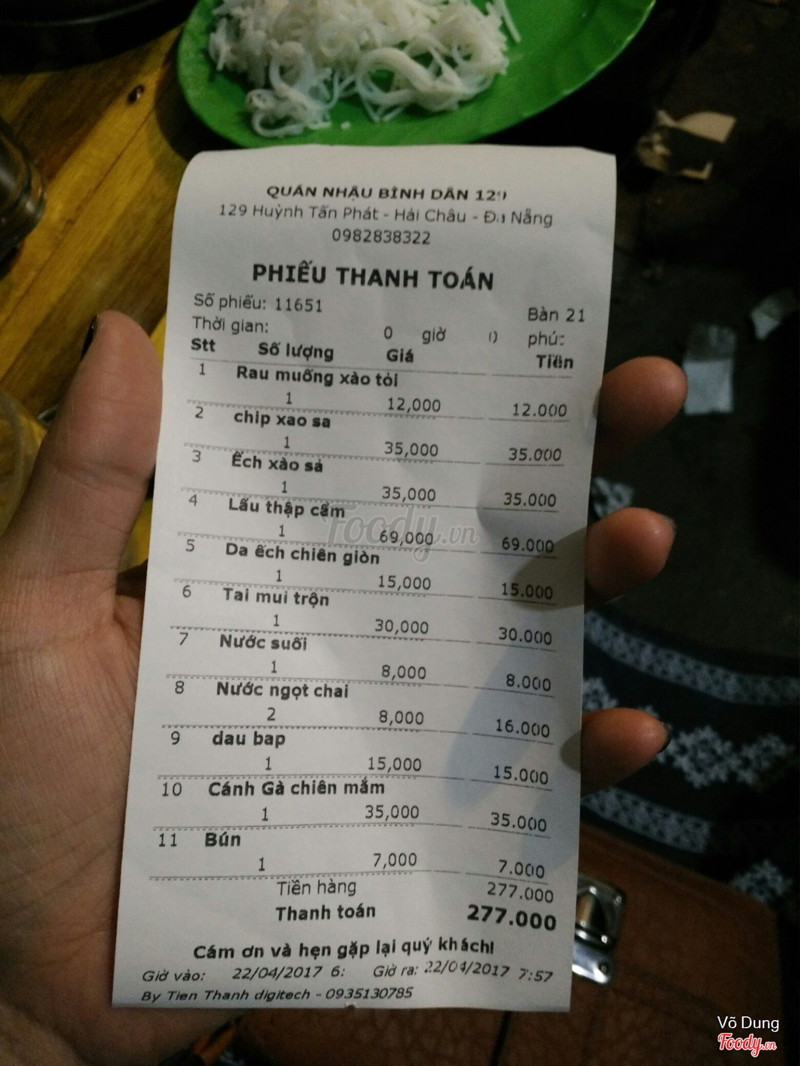 QUÁN NHẬU BÌNH DÂN 129
129 Huỳnh Tấn Phát - Hải Châu - Đà Nẵng
0982838322
PHIẾU THANH TOÁN
Số phiếu: 11651 Bàn 21
Thời gian: 0 giờ 0 phú:
Stt Số lượng Giá Tiền
1 Rau muống xào tỏi
1 12,000 12.000
2 chip xao sa
1 35,000 35.000
3 Ếch xào sả
1 35,000 35.000
4 Lẩu thập cẩm
1 69,000 69.000
5 Da ếch chiên giòn
1 15,000 15.000
6 Tai mui trộn
1 30,000 30.000
7 Nước suối
1 8,000 8.000
8 Nước ngọt chai
2 8,000 16.000
9 dau bap
1 15,000 15.000
10 Cánh Gà chiên mắm
1 35,000 35.000
11 Bún
1 7,000 7.000
Tiền hàng 277.000
Thanh toán 277.000
Cám ơn và hẹn gặp lại quý khách!
Giờ vào: 22/04/2017 6: Giờ ra: 22/04/2017 7:57
By Tien Thanh digitech - 0935130785
Foody.vn
Võ Dung
Foody.vn